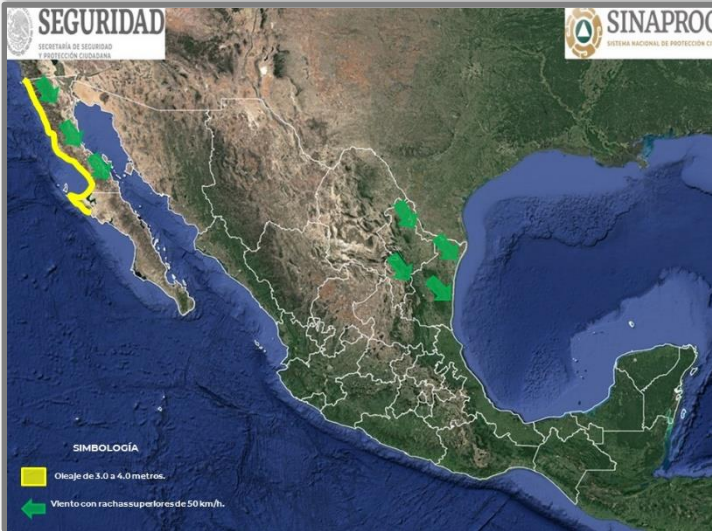 SEGURIDAD
SECRETARÍA DE SEGURIDAD
Y PROTECCIÓN CIUDADANA
SINAPROC
SISTEMA NACIONAL DE PROTECCIÓN CI
SIMBOLOGÍA
Oleaje de 3.0 a 4.0 metros.
Viento con rachas superiores de 50 km/h.